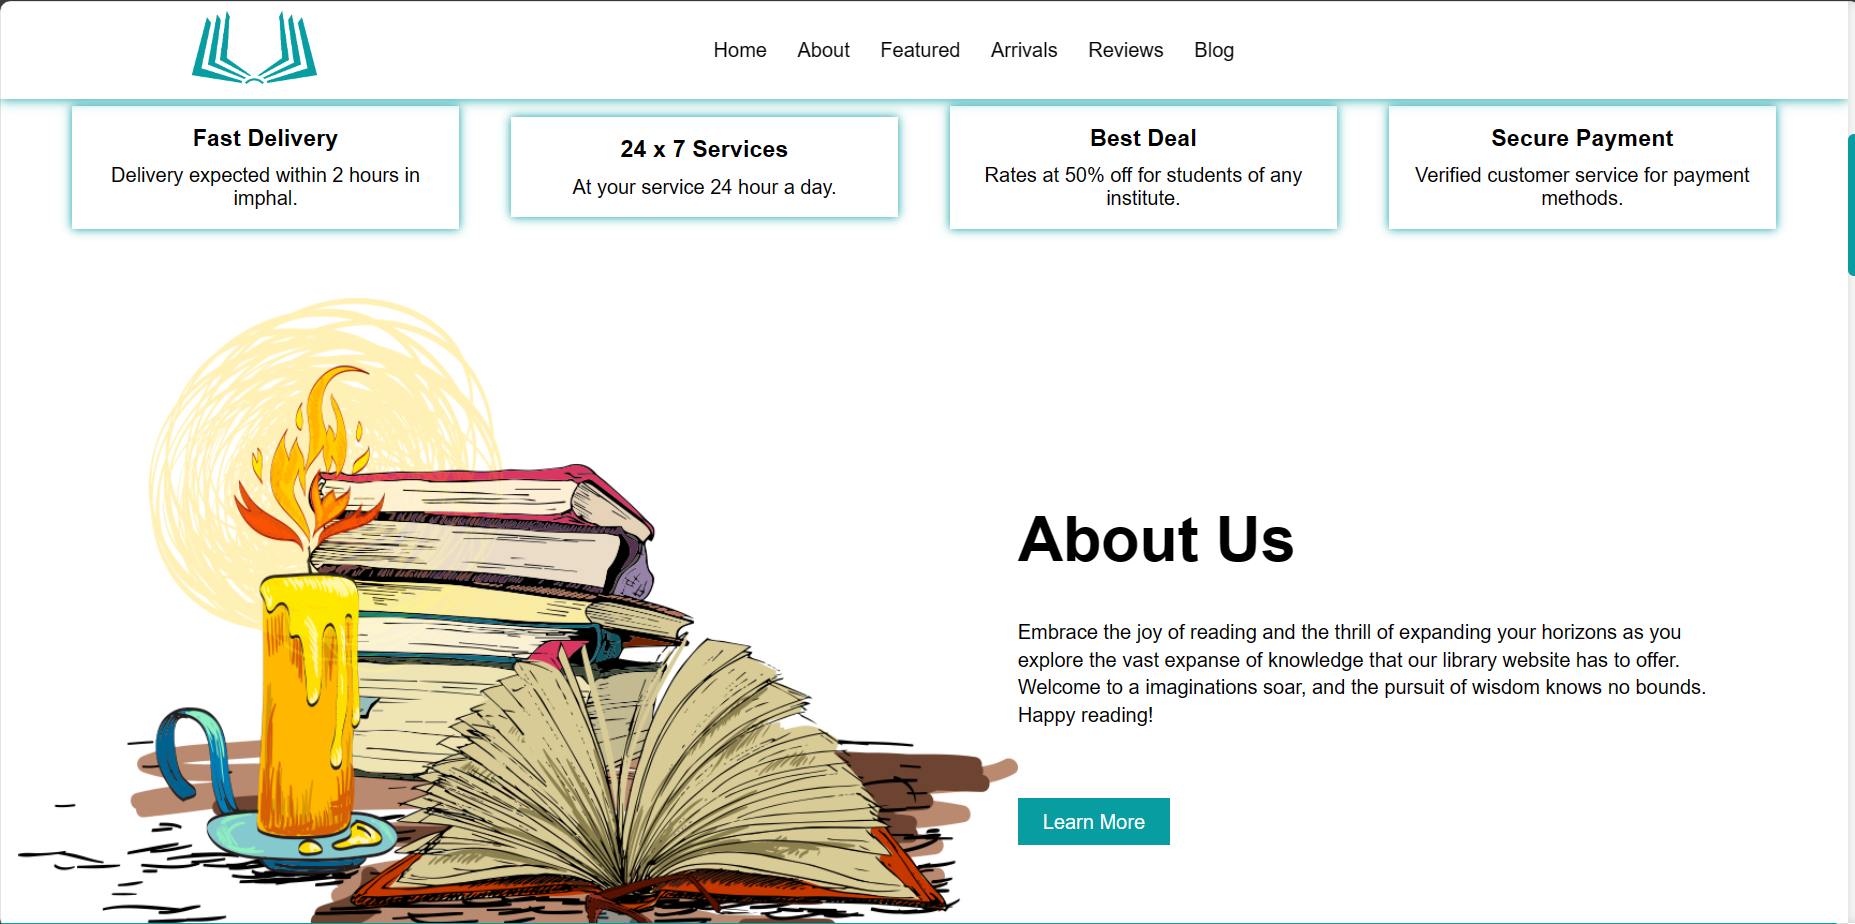 Home About Featured Arrivals Reviews Blog
Fast Delivery
Delivery expected within 2 hours in
imphal.
24 x 7 Services
At your service 24 hour a day.
Best Deal
Rates at 50% off for students of any
institute.
Secure Payment
Verified customer service for payment
methods.
About Us
Embrace the joy of reading and the thrill of expanding your horizons as you
explore the vast expanse of knowledge that our library website has to offer.
Welcome to a imaginations soar, and the pursuit of wisdom knows no bounds.
Happy reading!
Learn More